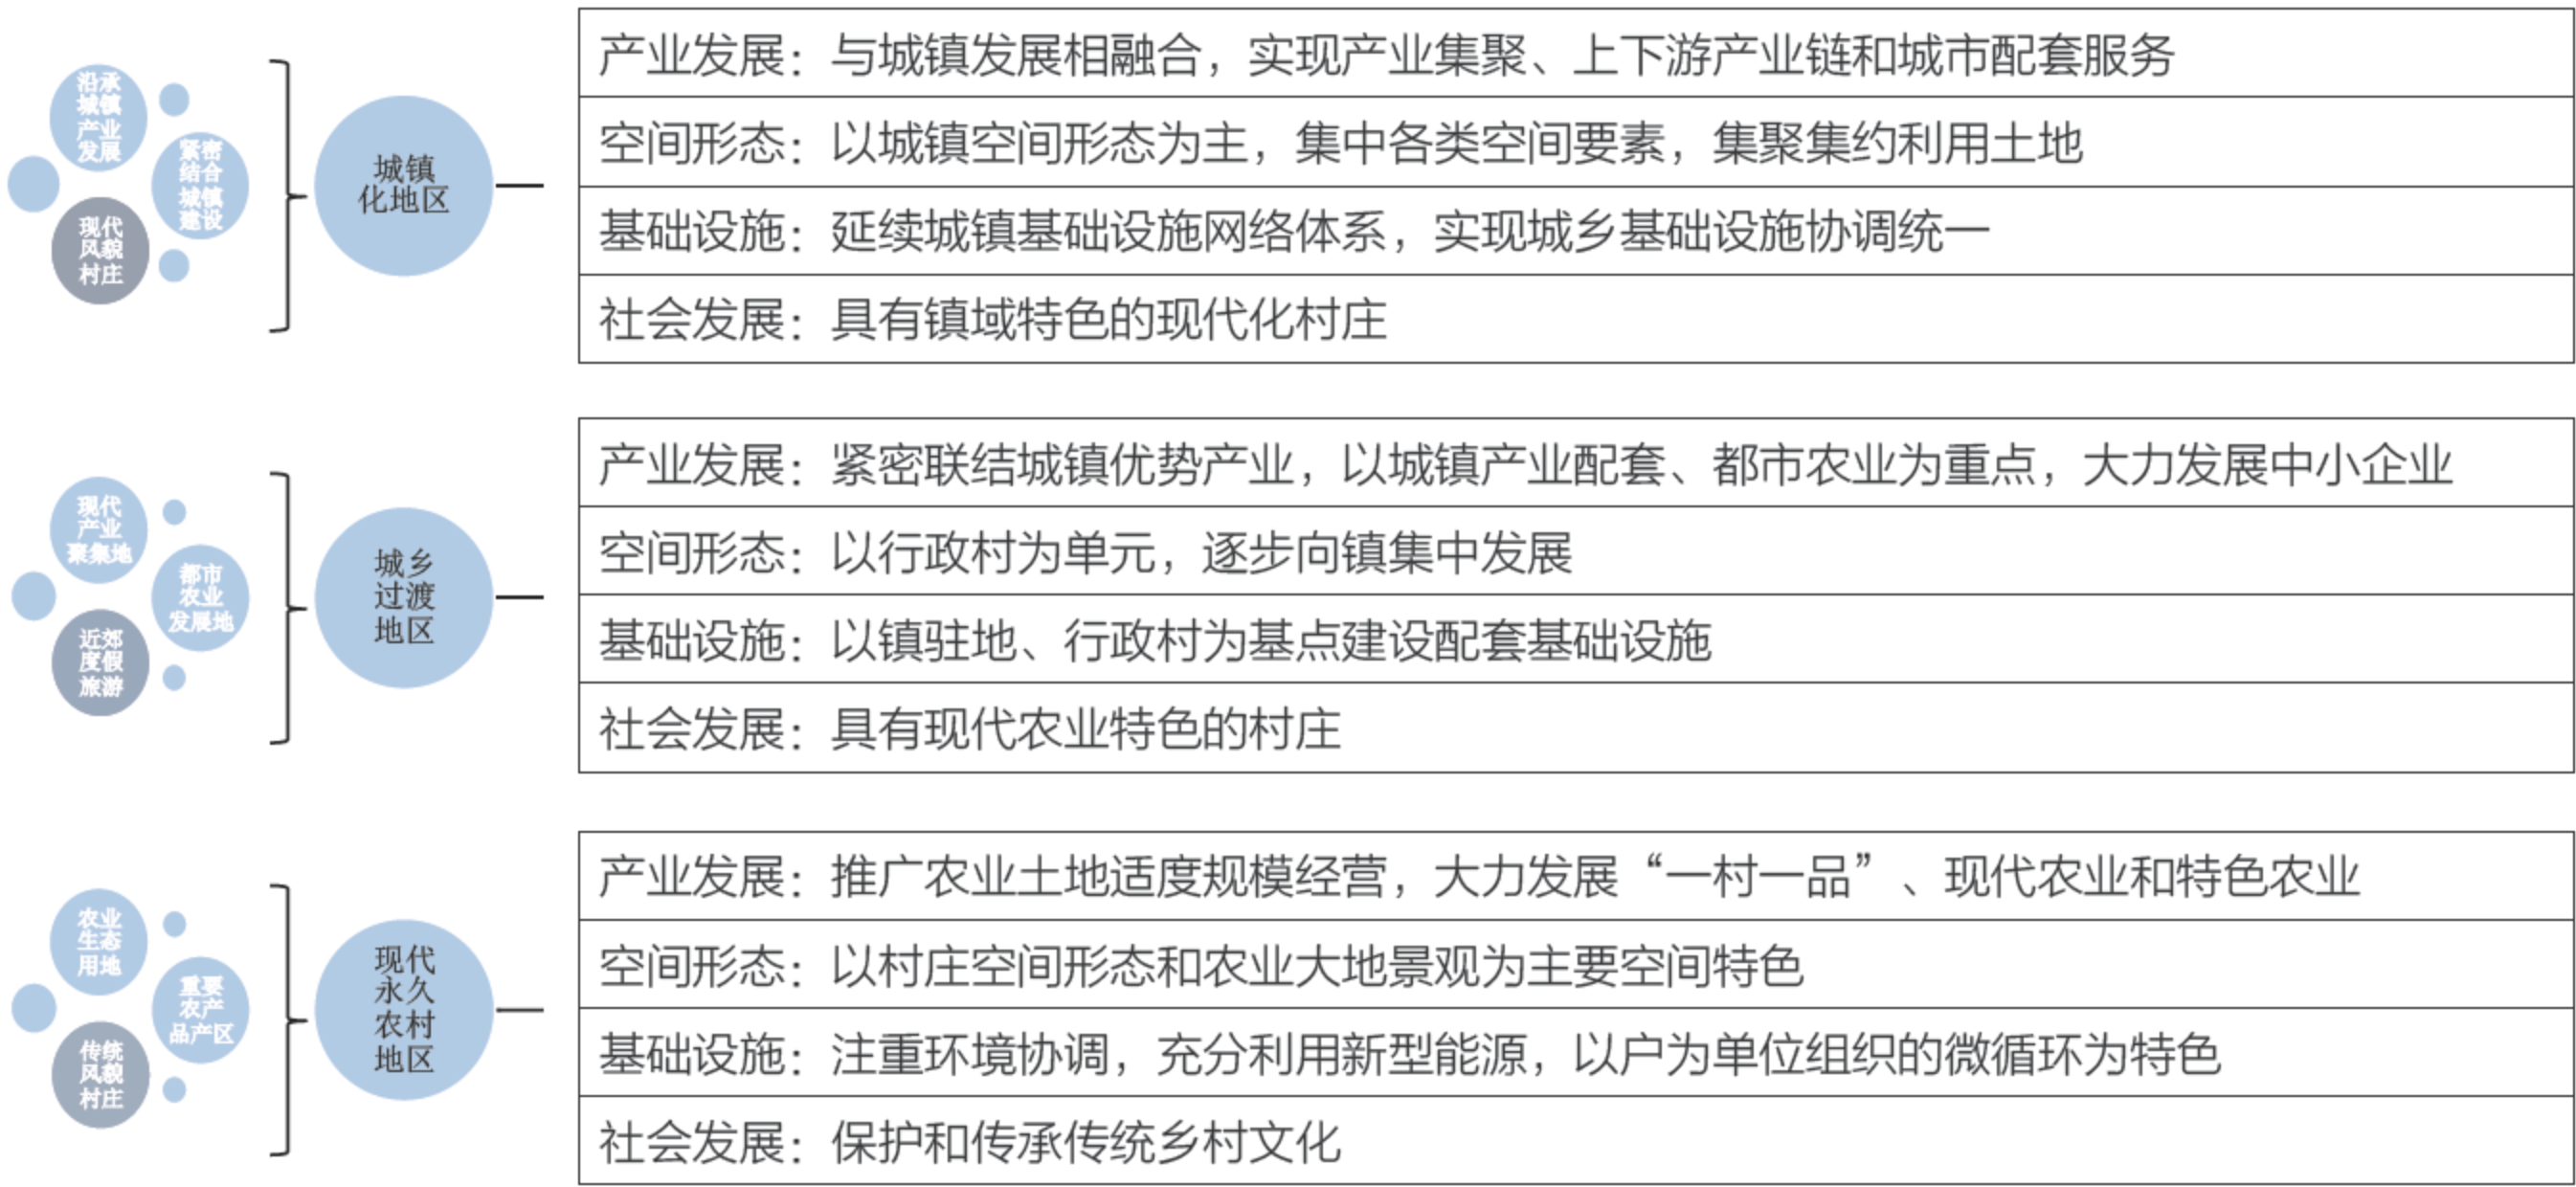 沿承
城镇
产业
发展
紧密
结合
城镇
建设
现代
风貌
村庄
城镇
化地区
产业发展：与城镇发展相融合，实现产业集聚、上下游产业链和城市配套服务
空间形态：以城镇空间形态为主，集中各类空间要素，集聚集约利用土地
基础设施：延续城镇基础设施网络体系，实现城乡基础设施协调统一
社会发展：具有镇域特色的现代化村庄
现代
产业
聚集地
都市
农业
发展地
近郊
度假
旅游
城乡
过渡
地区
产业发展：紧密联结城镇优势产业，以城镇产业配套、都市农业为重点，大力发展中小企业
空间形态：以行政村为单元，逐步向镇集中发展
基础设施：以镇驻地、行政村为基点建设配套基础设施
社会发展：具有现代农业特色的村庄
农业
生态
用地
重要
农产
品产区
传统
风貌
村庄
现代
永久
农村
地区
产业发展：推广农业土地适度规模经营，大力发展“一村一品”、现代农业和特色农业
空间形态：以村庄空间形态和农业大地景观为主要空间特色
基础设施：注重环境协调，充分利用新型能源，以户为单位组织的微循环为特色
社会发展：保护和传承传统乡村文化